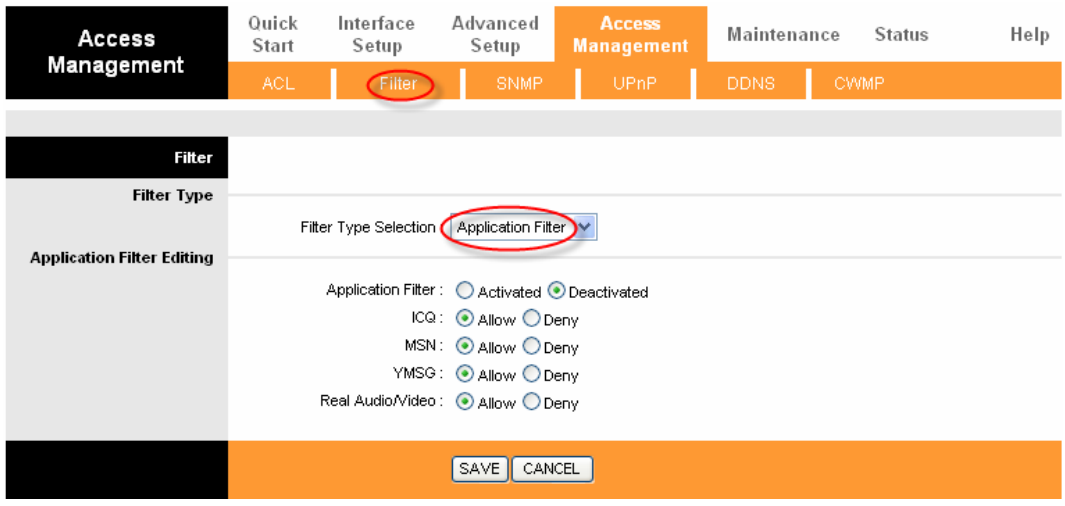 Access Management
Quick Start
Interface Setup
Advanced Setup
Access Management
Maintenance
Status
Help
ACL
Filter
SNMP
UPnP
DDNS
CWMP
Filter
Filter Type
Filter Type Selection Application Filter
Application Filter Editing
Application Filter : Activated Deactivated
ICQ : Allow Deny
MSN : Allow Deny
YMSG : Allow Deny
Real Audio/Video : Allow Deny
SAVE CANCEL